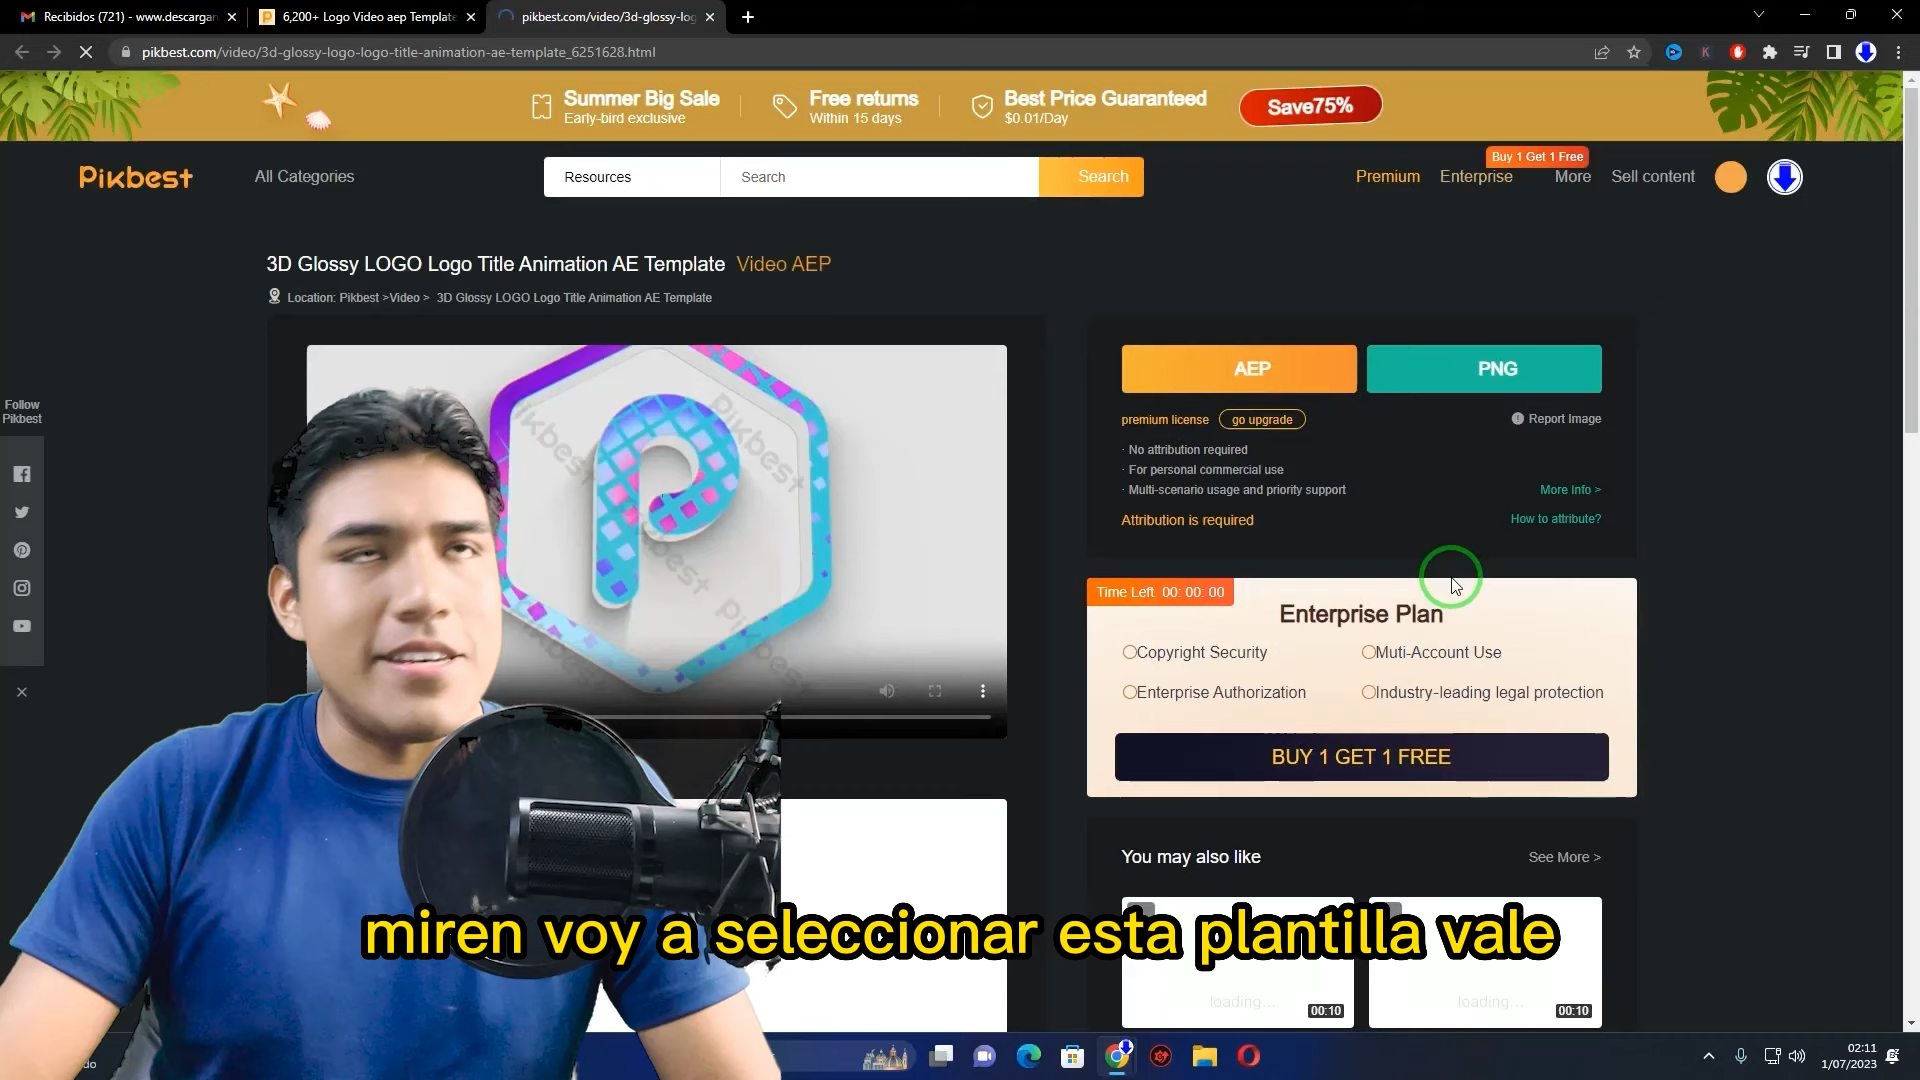 Recibidos (721) - www.descargar
6,200+ Logo Video aep Template
pikbest.com/video/3d-glossy-log
pikbest.com/video/3d-glossy-logo-logo-title-animation-ae-template_6251628.html
Summer Big Sale
Early-bird exclusive
Free returns
Within 15 days
Best Price Guaranteed
$0.01/Day
Save75%
Pikbest
All Categories
Resources
Search
Search
Buy 1 Get 1 Free
Premium
Enterprise
More
Sell content
3D Glossy LOGO Logo Title Animation AE Template Video AEP
Location: Pikbest >Video > 3D Glossy LOGO Logo Title Animation AE Template
Follow
Pikbest
AEP
PNG
premium license
go upgrade
Report Image
· No attribution required
· For personal commercial use
· Multi-scenario usage and priority support
More Info >
Attribution is required
How to attribute?
Pikbest
Time Left 00: 00: 00
Enterprise Plan
Copyright Security
Muti-Account Use
Enterprise Authorization
Industry-leading legal protection
BUY 1 GET 1 FREE
You may also like
See More >
miren voy a seleccionar esta plantilla vale
loading...
00:10
loading...
00:10
02:11
1/07/2023